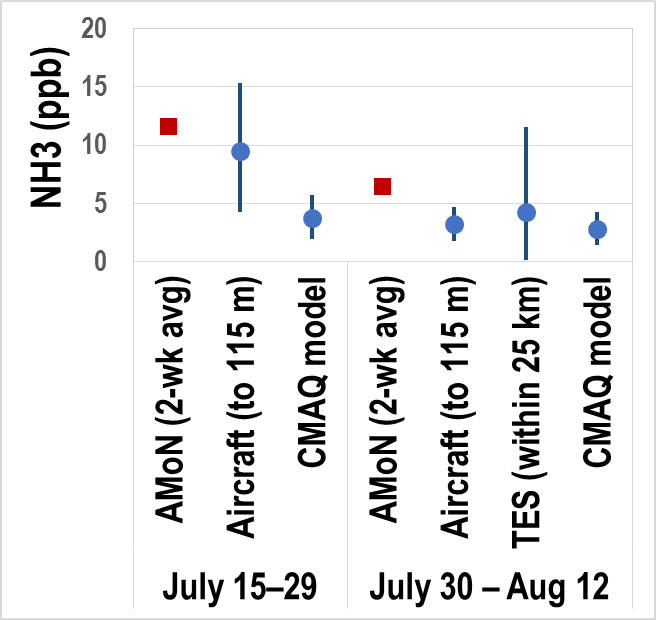 20
15
10
5
0
NH3 (ppb)
AMoN (2-wk avg)
Aircraft (to 115 m)
CMAQ model
AMoN (2-wk avg)
Aircraft (to 115 m)
TES (within 25 km)
CMAQ model
July 15–29
July 30 – Aug 12